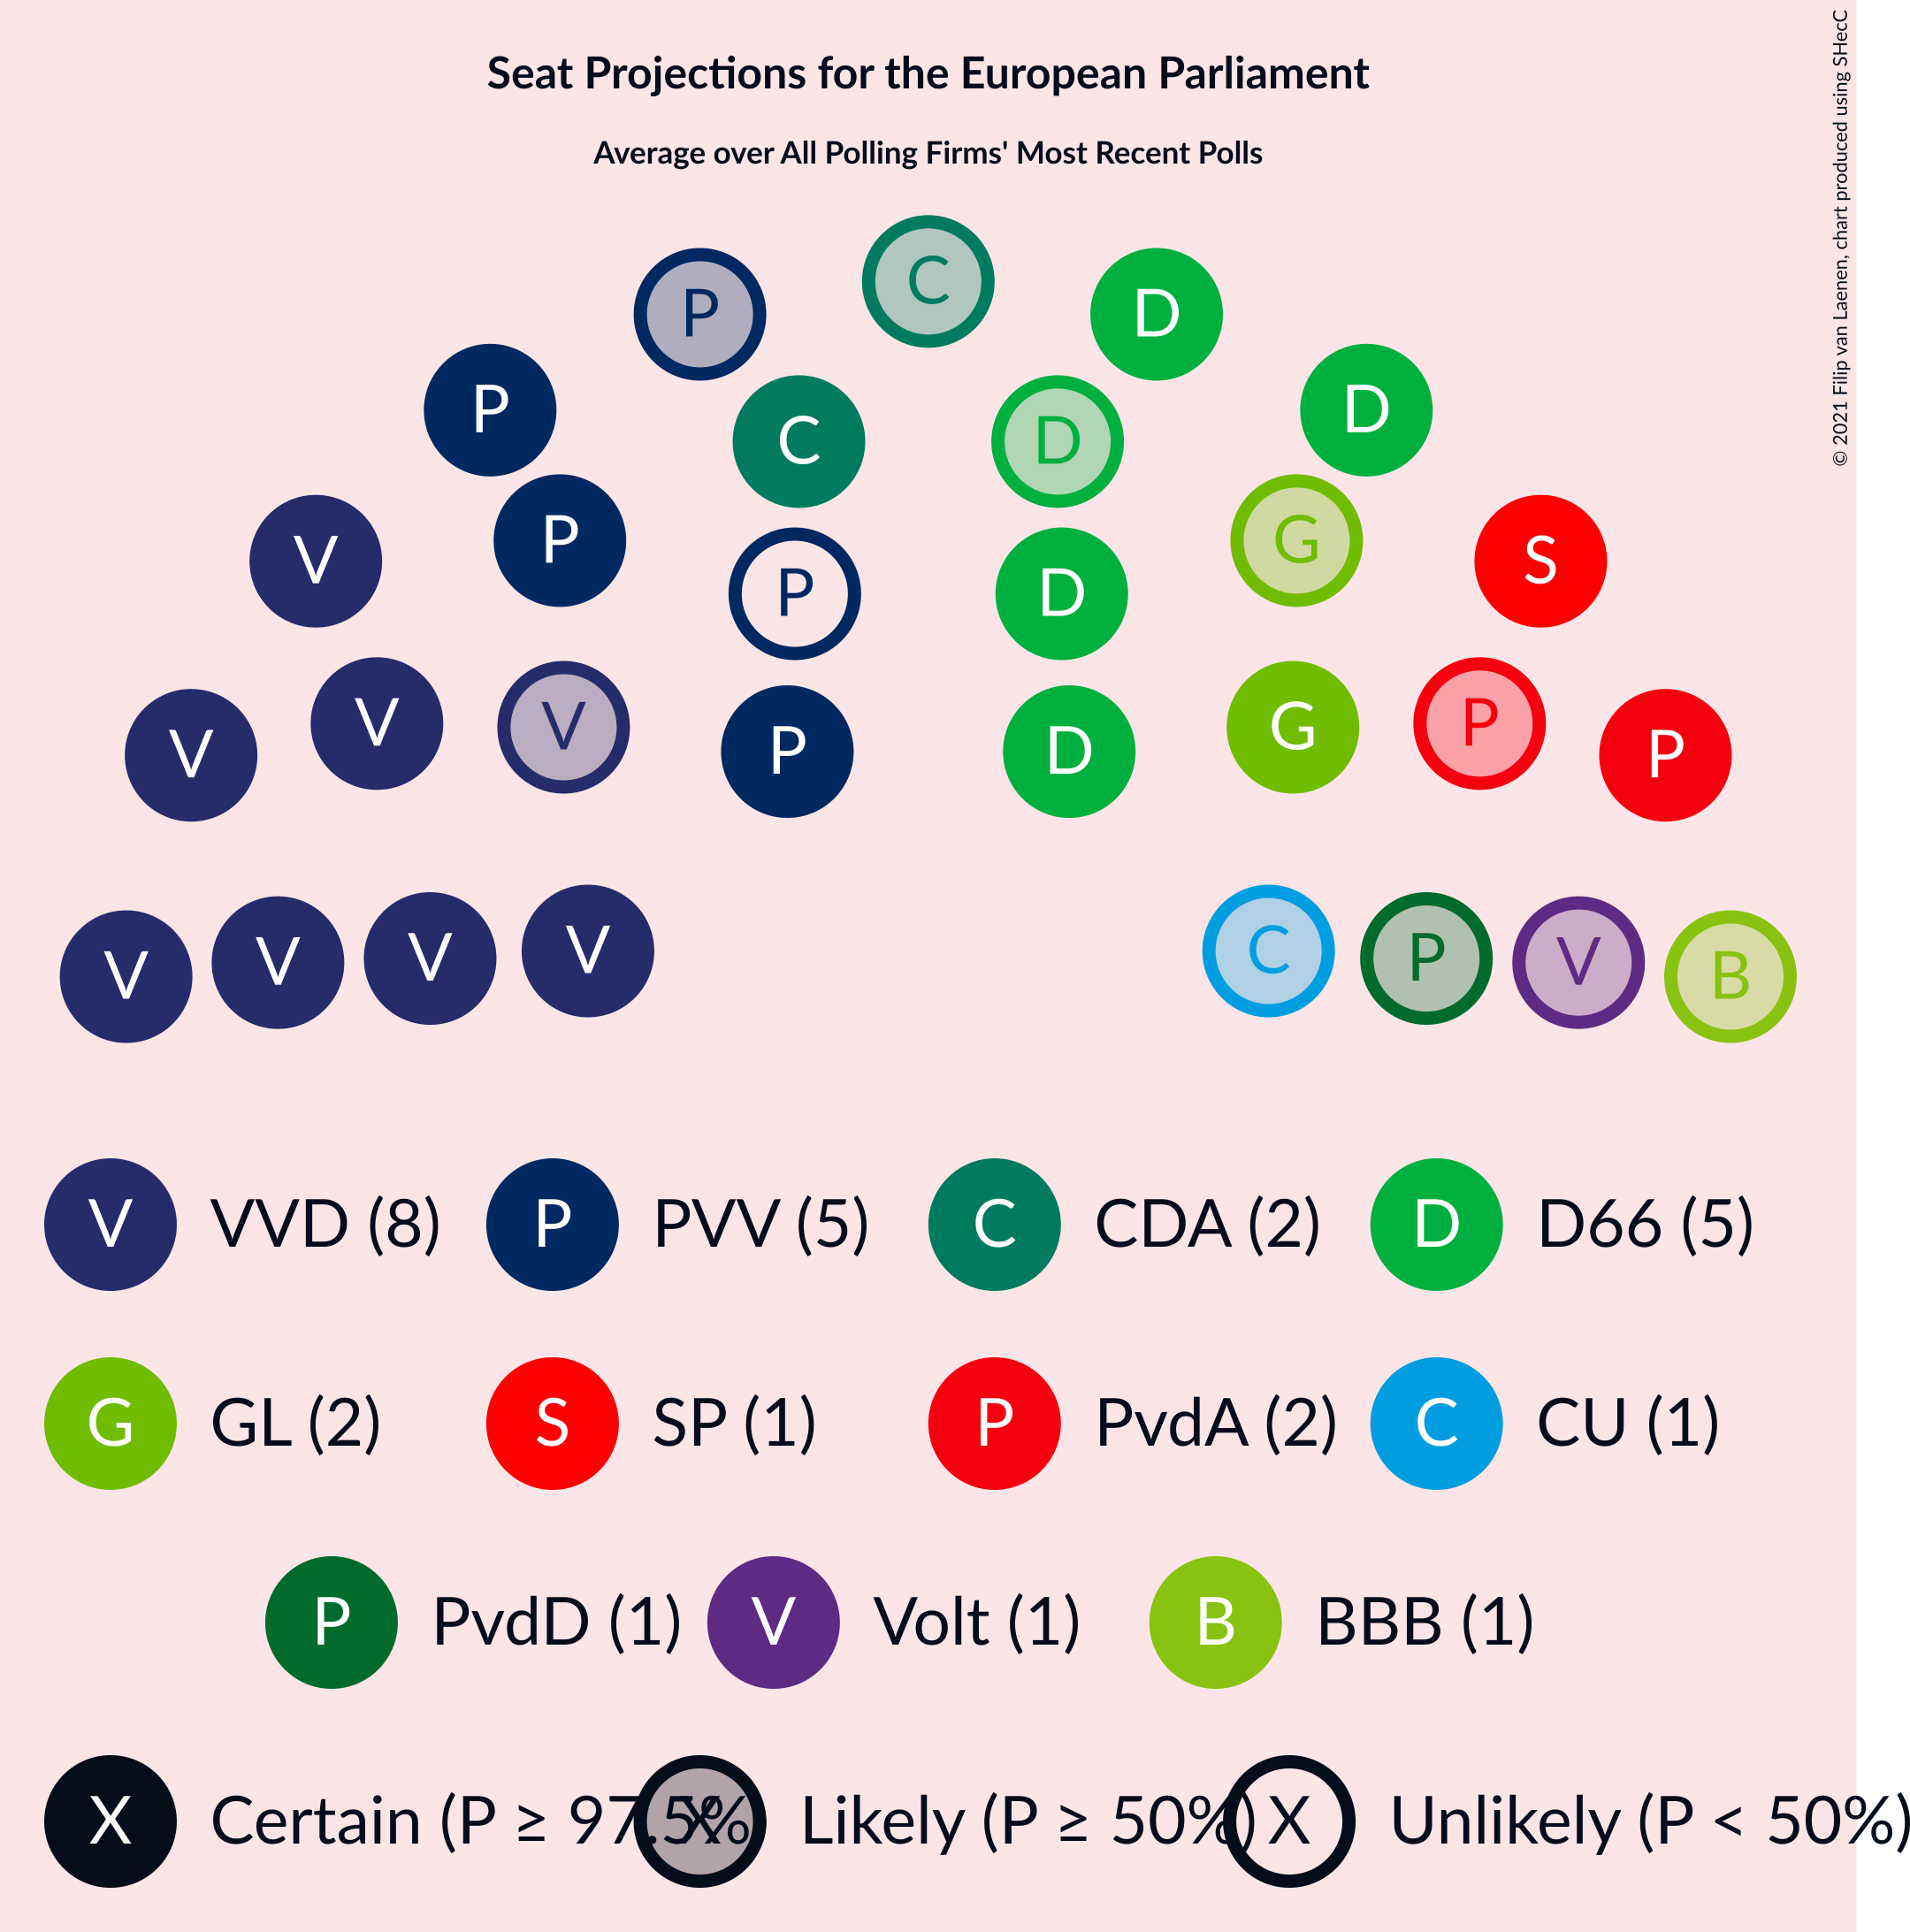 Seat Projections for the European Parliament
Average over All Polling Firms' Most Recent Polls
© 2021 Filip van Laenen, chart produced using SHecC
C
P D
P D
C D
P G
V S
P D
V P
V P
V G
P D
V P
V C
V P
V V
V B
V VVD (8) P PVV (5) C CDA (2) D D66 (5)
G GL (2) S SP (1) P PvdA (2) C CU (1)
P PvdD (1) V Volt (1) B BBB (1)
X Certain (P ≥ 97.5% X Likely (P ≥ 50%) X Unlikely (P < 50%)